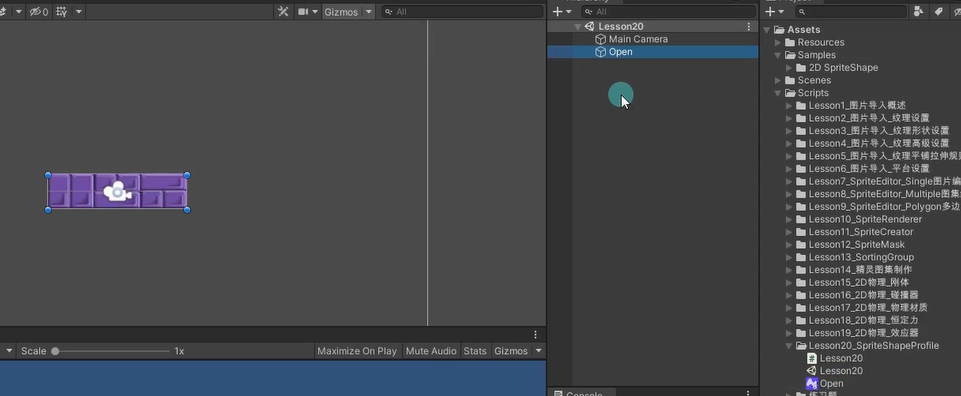 Gizmos
All
Scale
1x
Maximize On Play
Mute Audio
Stats
Gizmos
All
Lesson20
Main Camera
Open
Console
Assets
Resources
Samples
2D SpriteShape
Scenes
Scripts
Lesson1_图片导入概述
Lesson2_图片导入_纹理设置
Lesson3_图片导入_纹理形状设置
Lesson4_图片导入_纹理高级设置
Lesson5_图片导入_纹理平铺拉伸规则
Lesson6_图片导入_平台设置
Lesson7_SpriteEditor_Single图片编
Lesson8_SpriteEditor_Multiple图集
Lesson9_SpriteEditor_Polygon多边
Lesson10_SpriteRenderer
Lesson11_SpriteCreator
Lesson12_SpriteMask
Lesson13_SortingGroup
Lesson14_精灵图集制作
Lesson15_2D物理_刚体
Lesson16_2D物理_碰撞器
Lesson17_2D物理_物理材质
Lesson18_2D物理_恒定力
Lesson19_2D物理_效应器
Lesson20_SpriteShapeProfile
Lesson20
Lesson20
Open
练习题